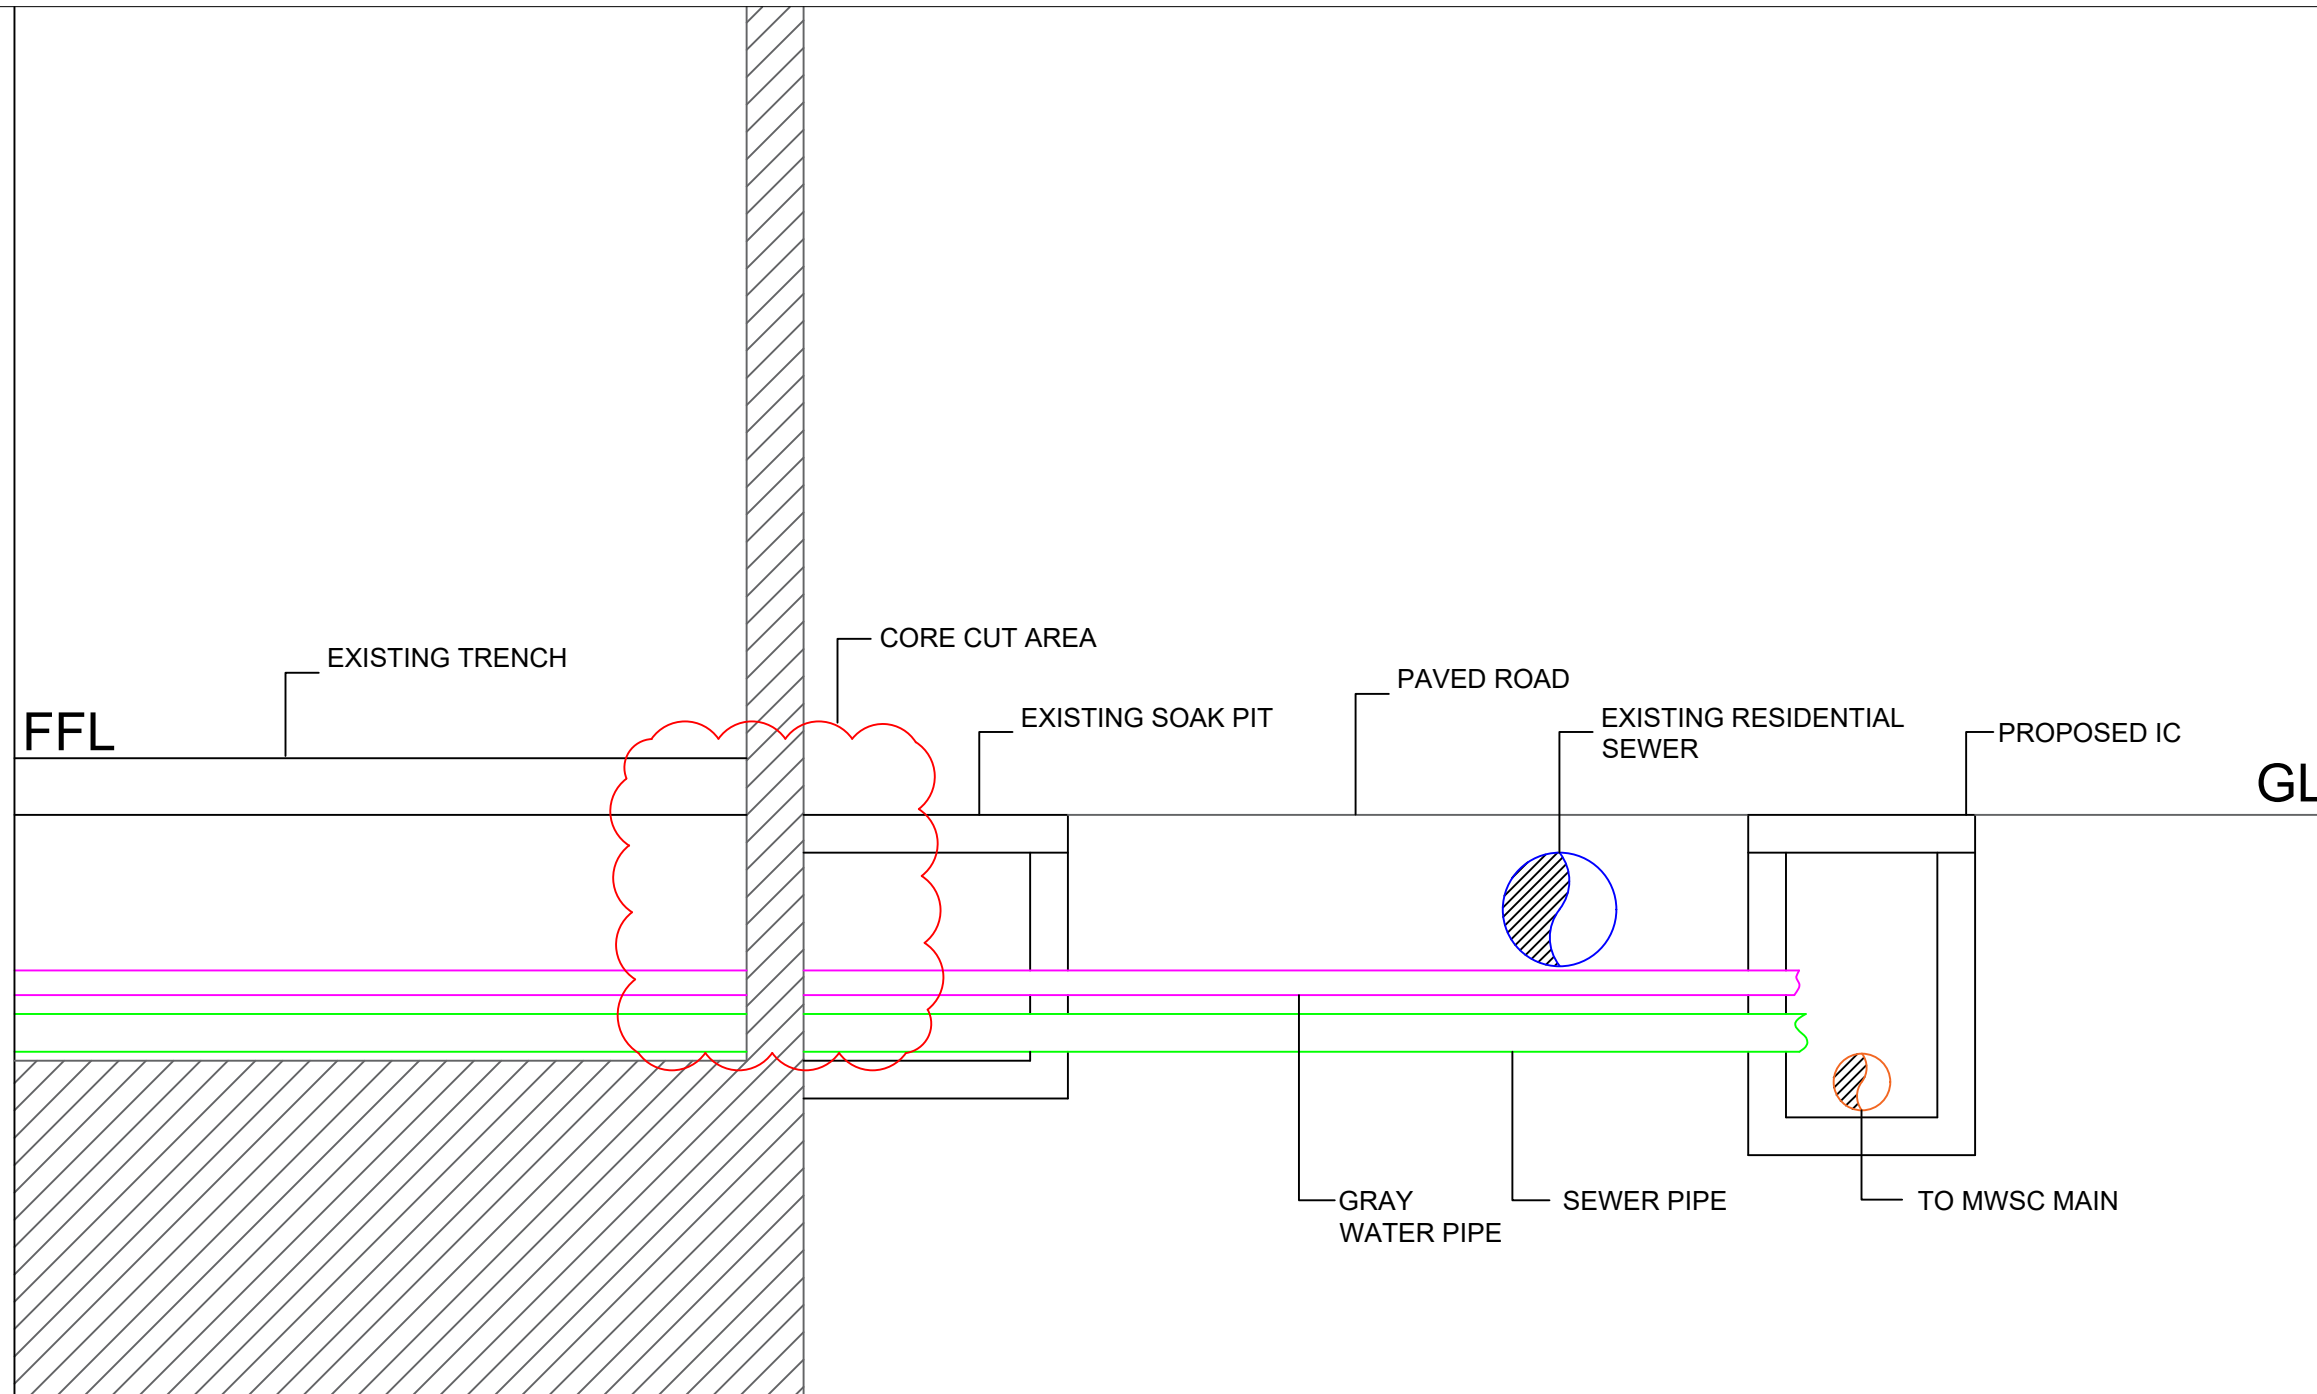 CORE CUT AREA
EXISTING TRENCH
PAVED ROAD
FFL
EXISTING SOAK PIT
EXISTING RESIDENTIAL
SEWER
PROPOSED IC
GL
GRAY
WATER PIPE
SEWER PIPE
TO MWSC MAIN